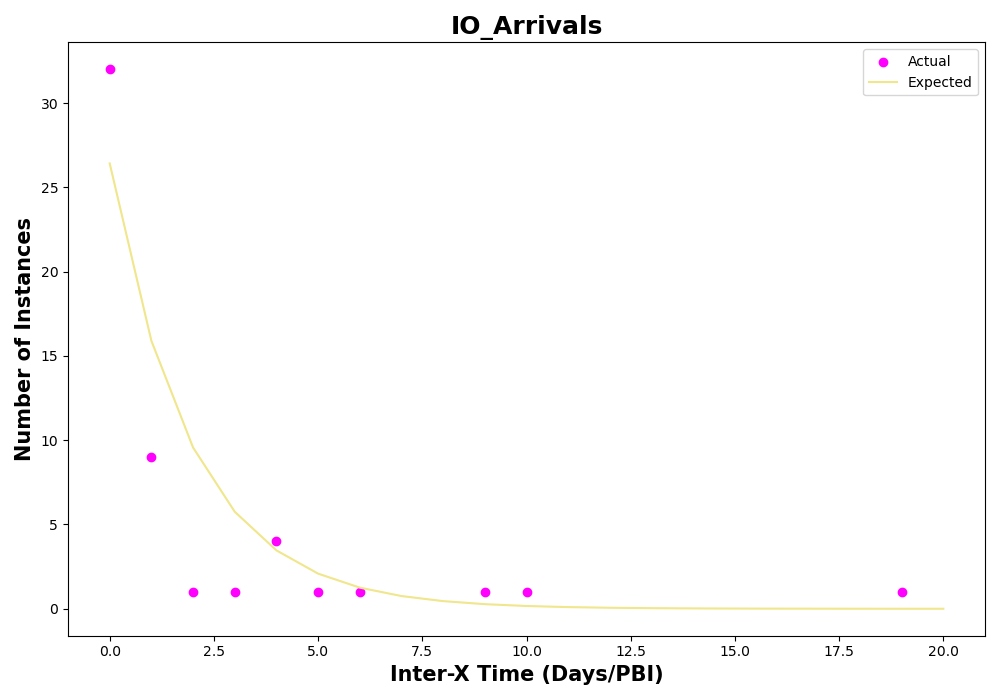 IO_Arrivals
Actual
Expected
Number of Instances
30
25
20
15
10
5
0
0.0 2.5 5.0 7.5 10.0 12.5 15.0 17.5 20.0
Inter-X Time (Days/PBI)